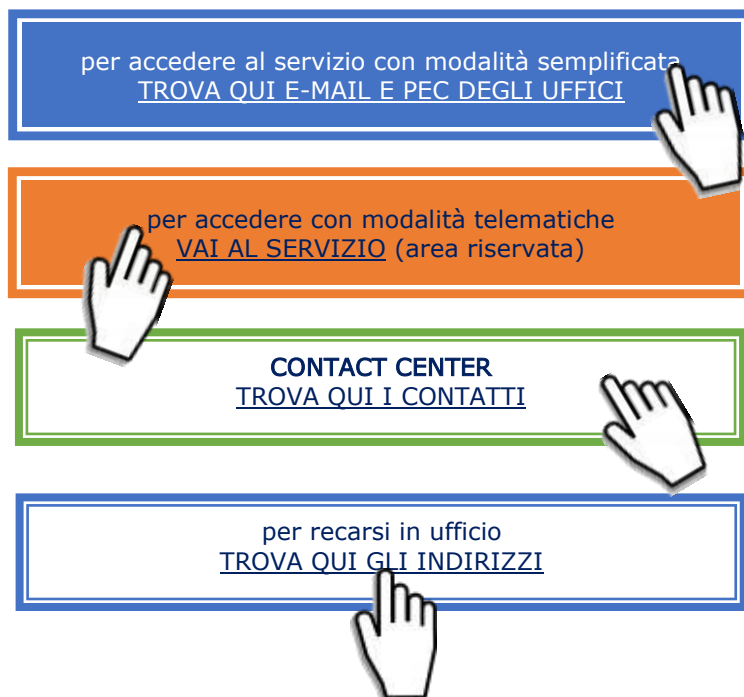 per accedere al servizio con modalità semplificata
TROVA QUI E-MAIL E PEC DEGLI UFFICI
per accedere con modalità telematiche
VAI AL SERVIZIO (area riservata)
CONTACT CENTER
TROVA QUI I CONTATTI
per recarsi in ufficio
TROVA QUI GLI INDIRIZZI